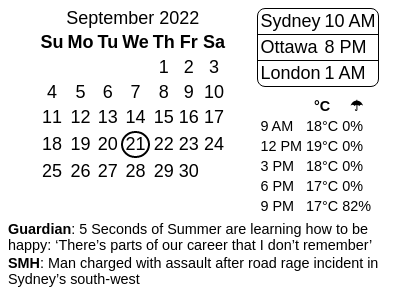 September 2022
Su Mo Tu We Th Fr Sa
1 2 3
4 5 6 7 8 9 10
11 12 13 14 15 16 17
18 19 20 21 22 23 24
25 26 27 28 29 30
Sydney 10 AM
Ottawa 8 PM
London 1 AM
°C ☂
9 AM 18°C 0%
12 PM 19°C 0%
3 PM 18°C 0%
6 PM 17°C 0%
9 PM 17°C 82%
Guardian: 5 Seconds of Summer are learning how to be
happy: ‘There’s parts of our career that I don’t remember’
SMH: Man charged with assault after road rage incident in
Sydney’s south-west